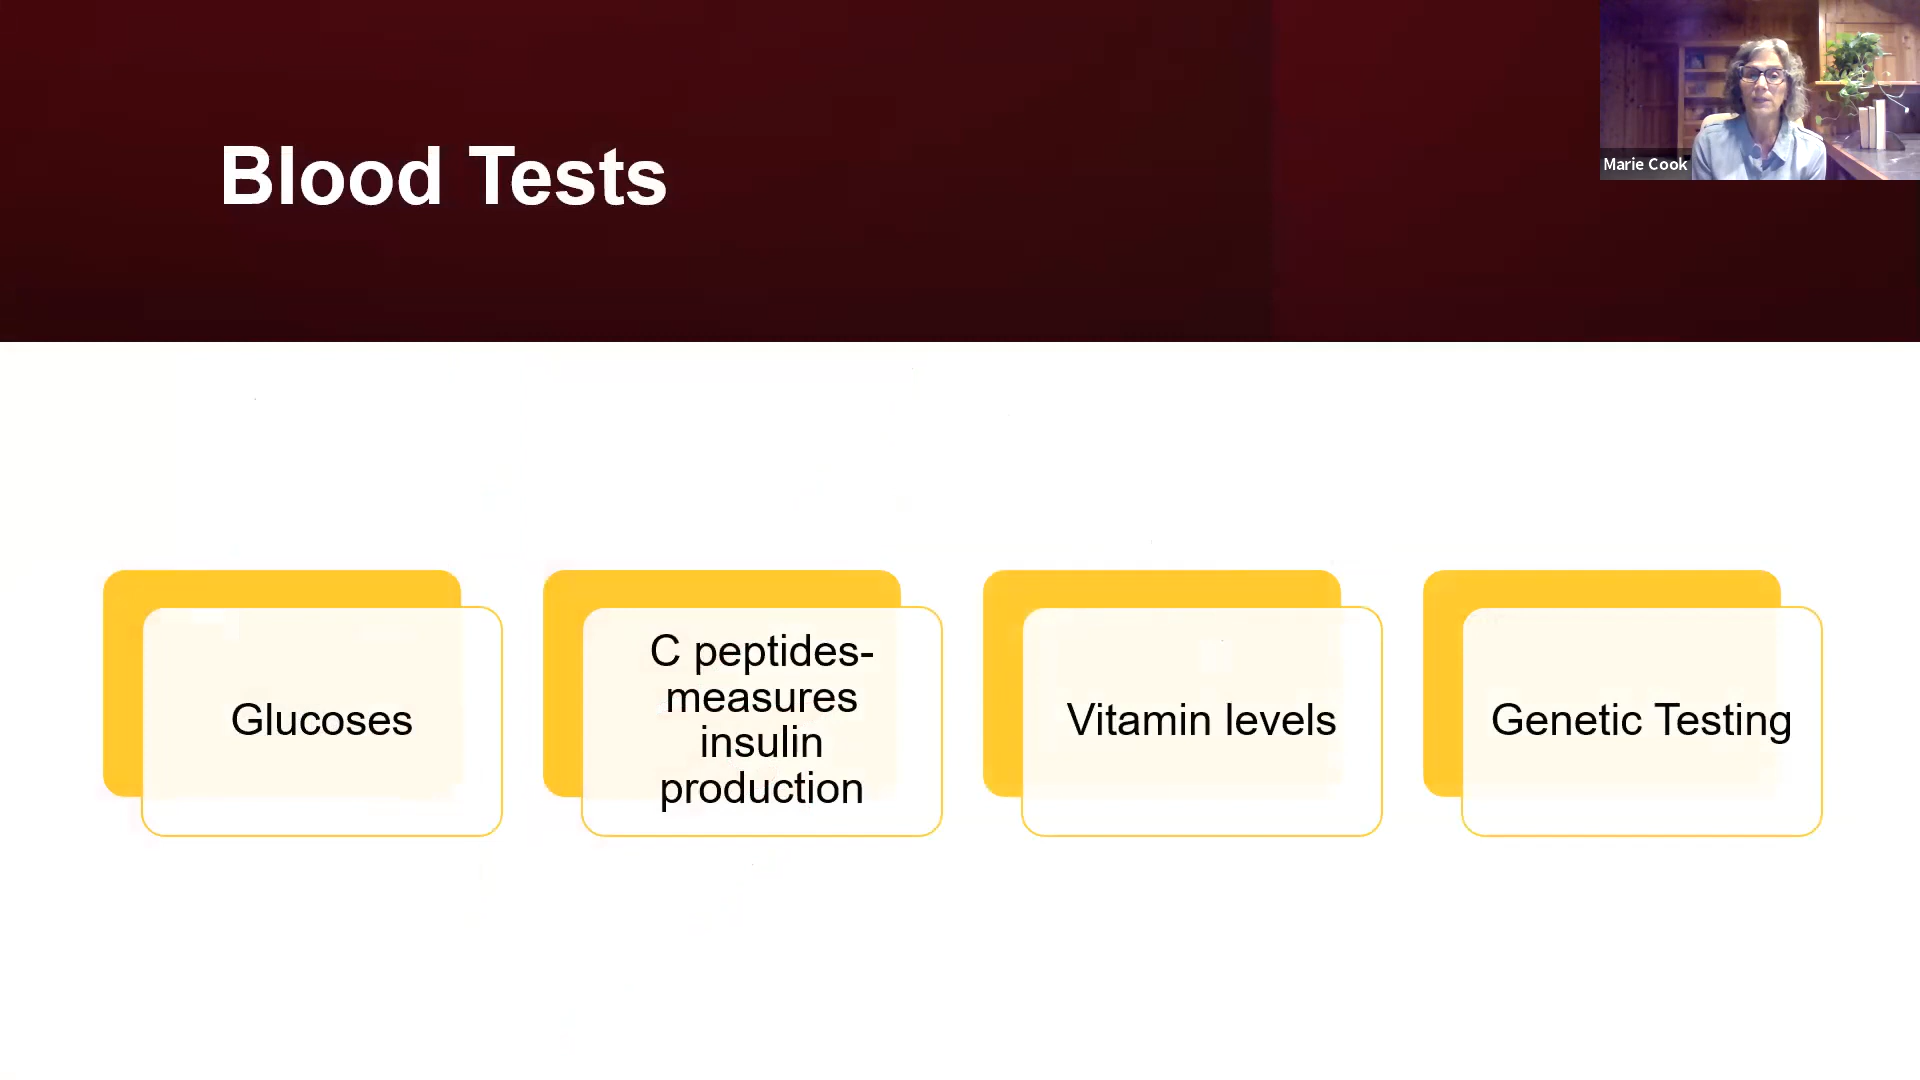 Blood Tests
Marie Cook
Glucoses
C peptides-
measures
insulin
production
Vitamin levels
Genetic Testing